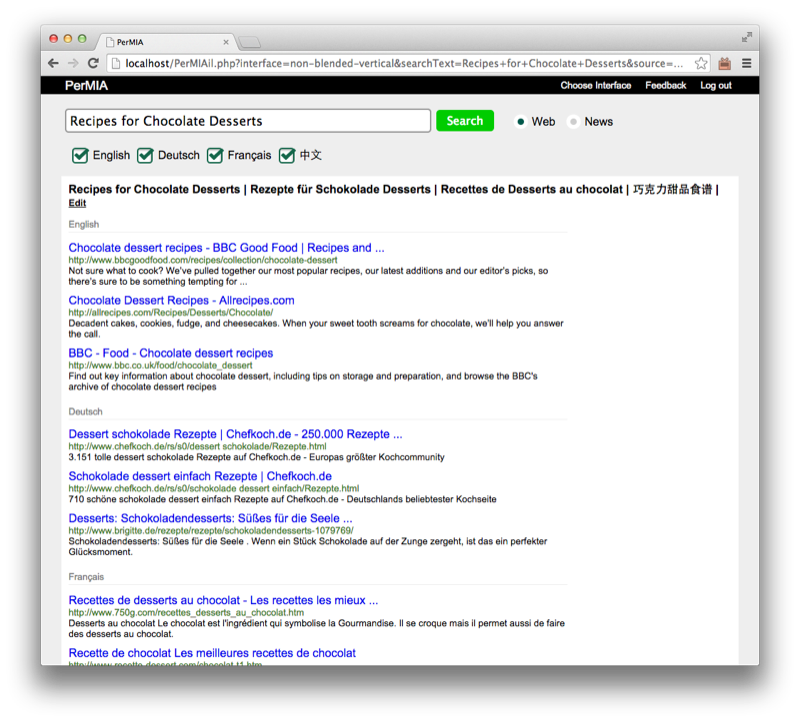 PerMIA
localhost/PerMIAil.php?interface=non-blended-vertical&searchText=Recipes+for+Chocolate+Desserts&source=...
PerMIA
Choose Interface Feedback Log out
Recipes for Chocolate Desserts Search Web News
English Deutsch Français 中文
Recipes for Chocolate Desserts | Rezepte für Schokolade Desserts | Recettes de Desserts au chocolat | 巧克力甜品食谱 |
Edit
English
Chocolate dessert recipes - BBC Good Food | Recipes and ...
http://www.bbcgoodfood.com/recipes/collection/chocolate-dessert
Not sure what to cook? We've pulled together our most popular recipes, our latest additions and our editor's picks, so
there's sure to be something tempting for ...
Chocolate Dessert Recipes - Allrecipes.com
http://allrecipes.com/Recipes/Desserts/Chocolate/
Decadent cakes, cookies, fudge, and cheesecakes. When your sweet tooth screams for chocolate, we'll help you answer
the call.
BBC - Food - Chocolate dessert recipes
http://www.bbc.co.uk/food/chocolate_dessert
Find out key information about chocolate dessert, including tips on storage and preparation, and browse the BBC's
archive of chocolate dessert recipes
Deutsch
Dessert schokolade Rezepte | Chefkoch.de - 250.000 Rezepte ...
http://www.chefkoch.de/rs/s0/dessert schokolade/Rezepte.html
3.151 tolle dessert schokolade Rezepte auf Chefkoch.de - Europas größter Kochcommunity
Schokolade dessert einfach Rezepte | Chefkoch.de
http://www.chefkoch.de/rs/s0/schokolade dessert einfach/Rezepte.html
710 schöne schokolade dessert einfach Rezepte auf Chefkoch.de - Deutschlands beliebtester Kochseite
Desserts: Schokoladendesserts: Süßes für die Seele ...
http://www.brigitte.de/rezepte/rezepte/schokoladendesserts-1079769/
Schokoladendesserts: Süßes für die Seele . Wenn ein Stück Schokolade auf der Zunge zergeht, ist das ein perfekter
Glücksmoment.
Français
Recettes de desserts au chocolat - Les recettes les mieux ...
http://www.750g.com/recettes_desserts_au_chocolat.htm
Desserts au chocolat Le chocolat est l'ingrédient qui symbolise la Gourmandise. Il se croque mais il permet aussi de faire
des desserts au chocolat.
Recette de chocolat Les meilleures recettes de chocolat
http://www.recette-dessert.com/chocolat-t1.htm